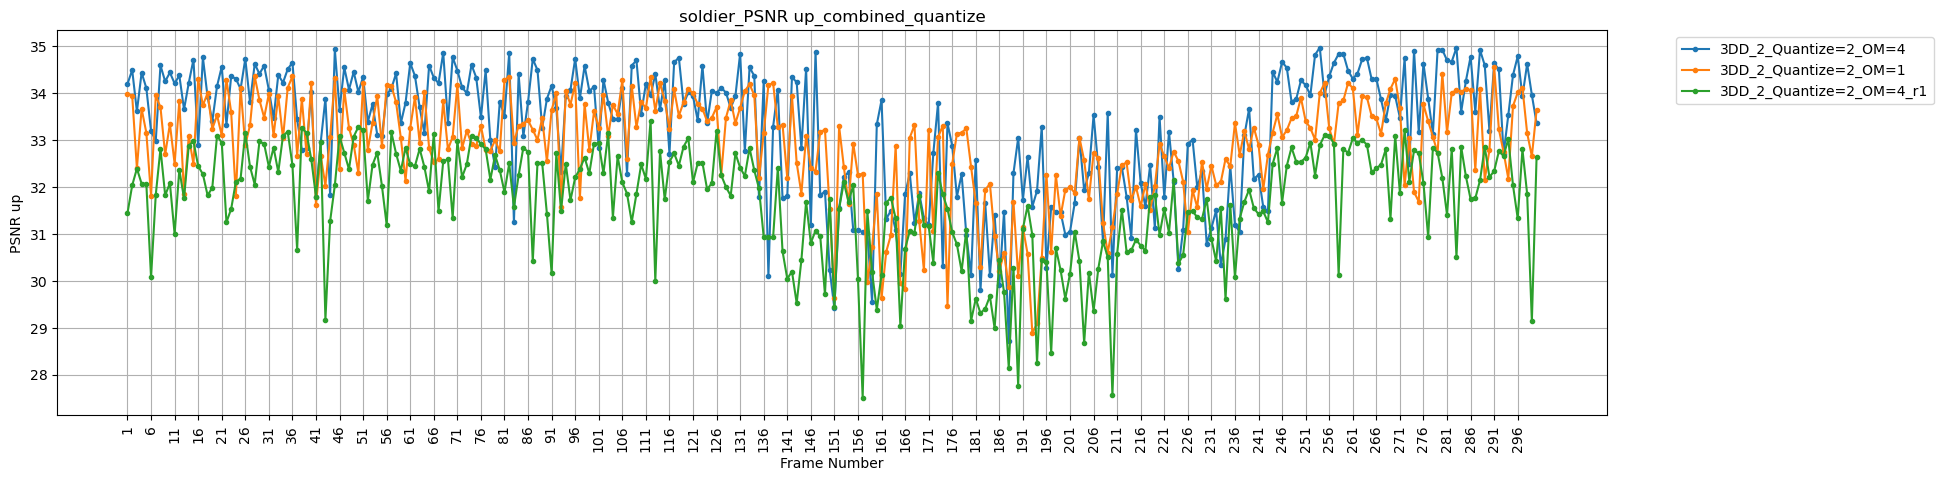 soldier_PSNR up_combined_quantize
PSNR up
35
34
33
32
31
30
29
28
1 6 11 16 21 26 31 36 41 46 51 56 61 66 71 76 81 86 91 96 101 106 111 116 121 126 131 136 141 146 151 156 161 166 171 176 181 186 191 196 201 206 211 216 221 226 231 236 241 246 251 256 261 266 271 276 281 286 291 296
Frame Number
3DD_2_Quantize=2_OM=4
3DD_2_Quantize=2_OM=1
3DD_2_Quantize=2_OM=4_r1